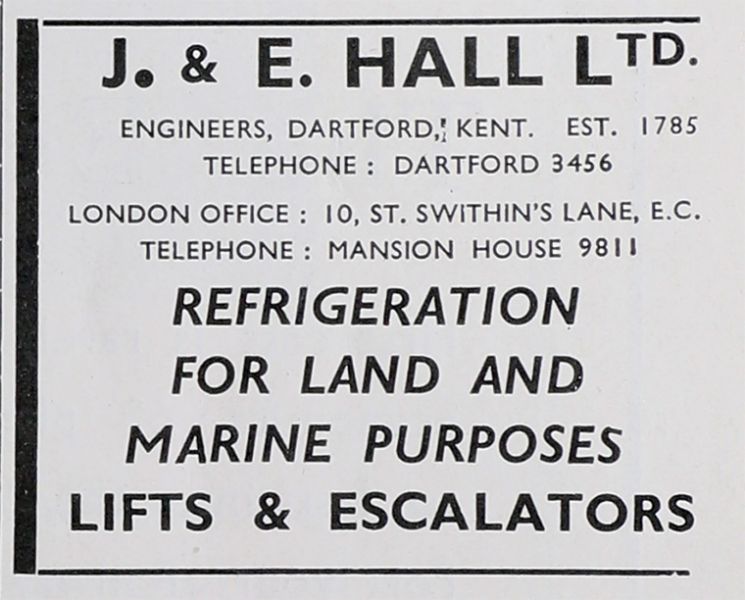 J. & E. HALL LTD.
ENGINEERS, DARTFORD, KENT. EST. 1785
TELEPHONE : DARTFORD 3456
LONDON OFFICE : 10, ST. SWITHIN'S LANE, E.C.
TELEPHONE : MANSION HOUSE 9811
REFRIGERATION
FOR LAND AND
MARINE PURPOSES
LIFTS & ESCALATORS